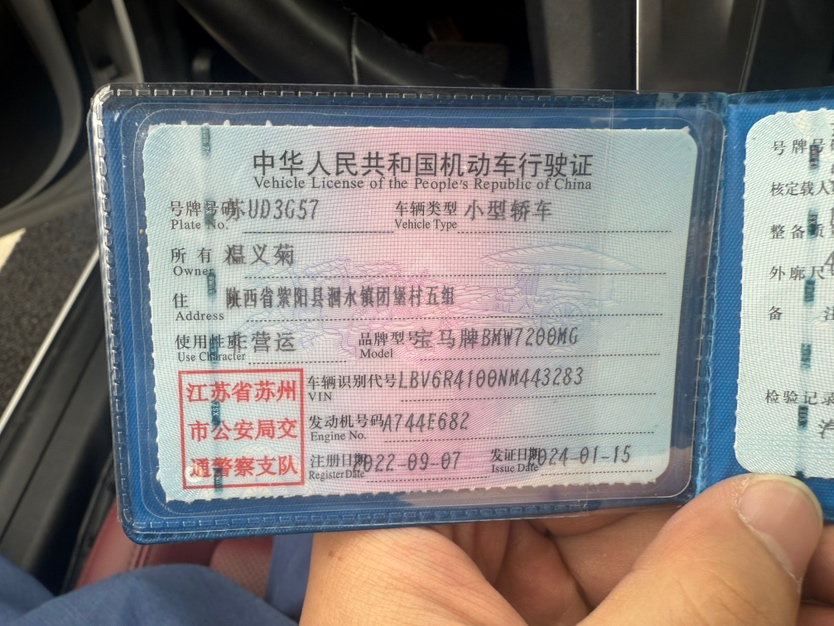 中华人民共和国机动车行驶证
Vehicle License of the People's Republic of China
号牌号码 苏UD3G57 车辆类型 小型轿车
Plate No. Vehicle Type
所有人 温义菊
Owner
住 陕西省紫阳县洄水镇团堡村五组
Address
使用性质 非营运 品牌型号 宝马牌BMW7200MG
Use Character Model
江苏省苏州
市公安局交
通警察支队
车辆识别代号 LBV6R4100NM443283
VIN
发动机号码 A744E682
Engine No.
注册日期 2022-09-07 发证日期 2024-01-15
Register Date Issue Date
号牌号码
核定载人
整备质
外廓尺
备 注
检验记录